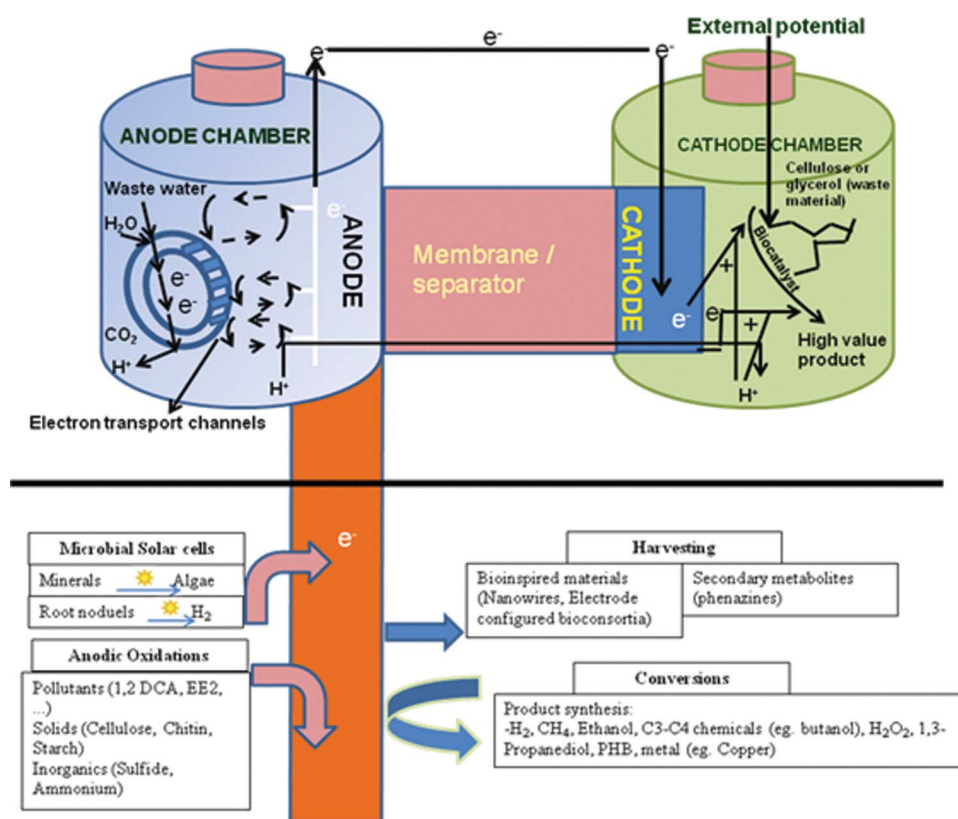 External potential
e-
e-
e-
ANODE CHAMBER
CATHODE CHAMBER
Waste water
Cellulose or
glycerol (waste
material)
H2O
e-
ANODE
CATHODE
Membrane /
separator
Biocatalyst
+
e-
e-
e-
e
+
CO2
H+
H+
High value
product
H+
Electron transport channels
e-
Microbial Solar cells
Minerals Algae
Root noduels H2
Anodic Oxidations
Pollutants (1,2 DCA, EE2,
...)
Solids (Cellulose, Chitin,
Starch)
Inorganics (Sulfide,
Ammonium)
Harvesting
Bioinspired materials
(Nanowires, Electrode
configured bioconsortia)
Secondary metabolites
(phenazines)
Conversions
Product synthesis:
-H2, CH4, Ethanol, C3-C4 chemicals (eg. butanol), H2O2, 1,3-
Propanediol, PHB, metal (eg. Copper)